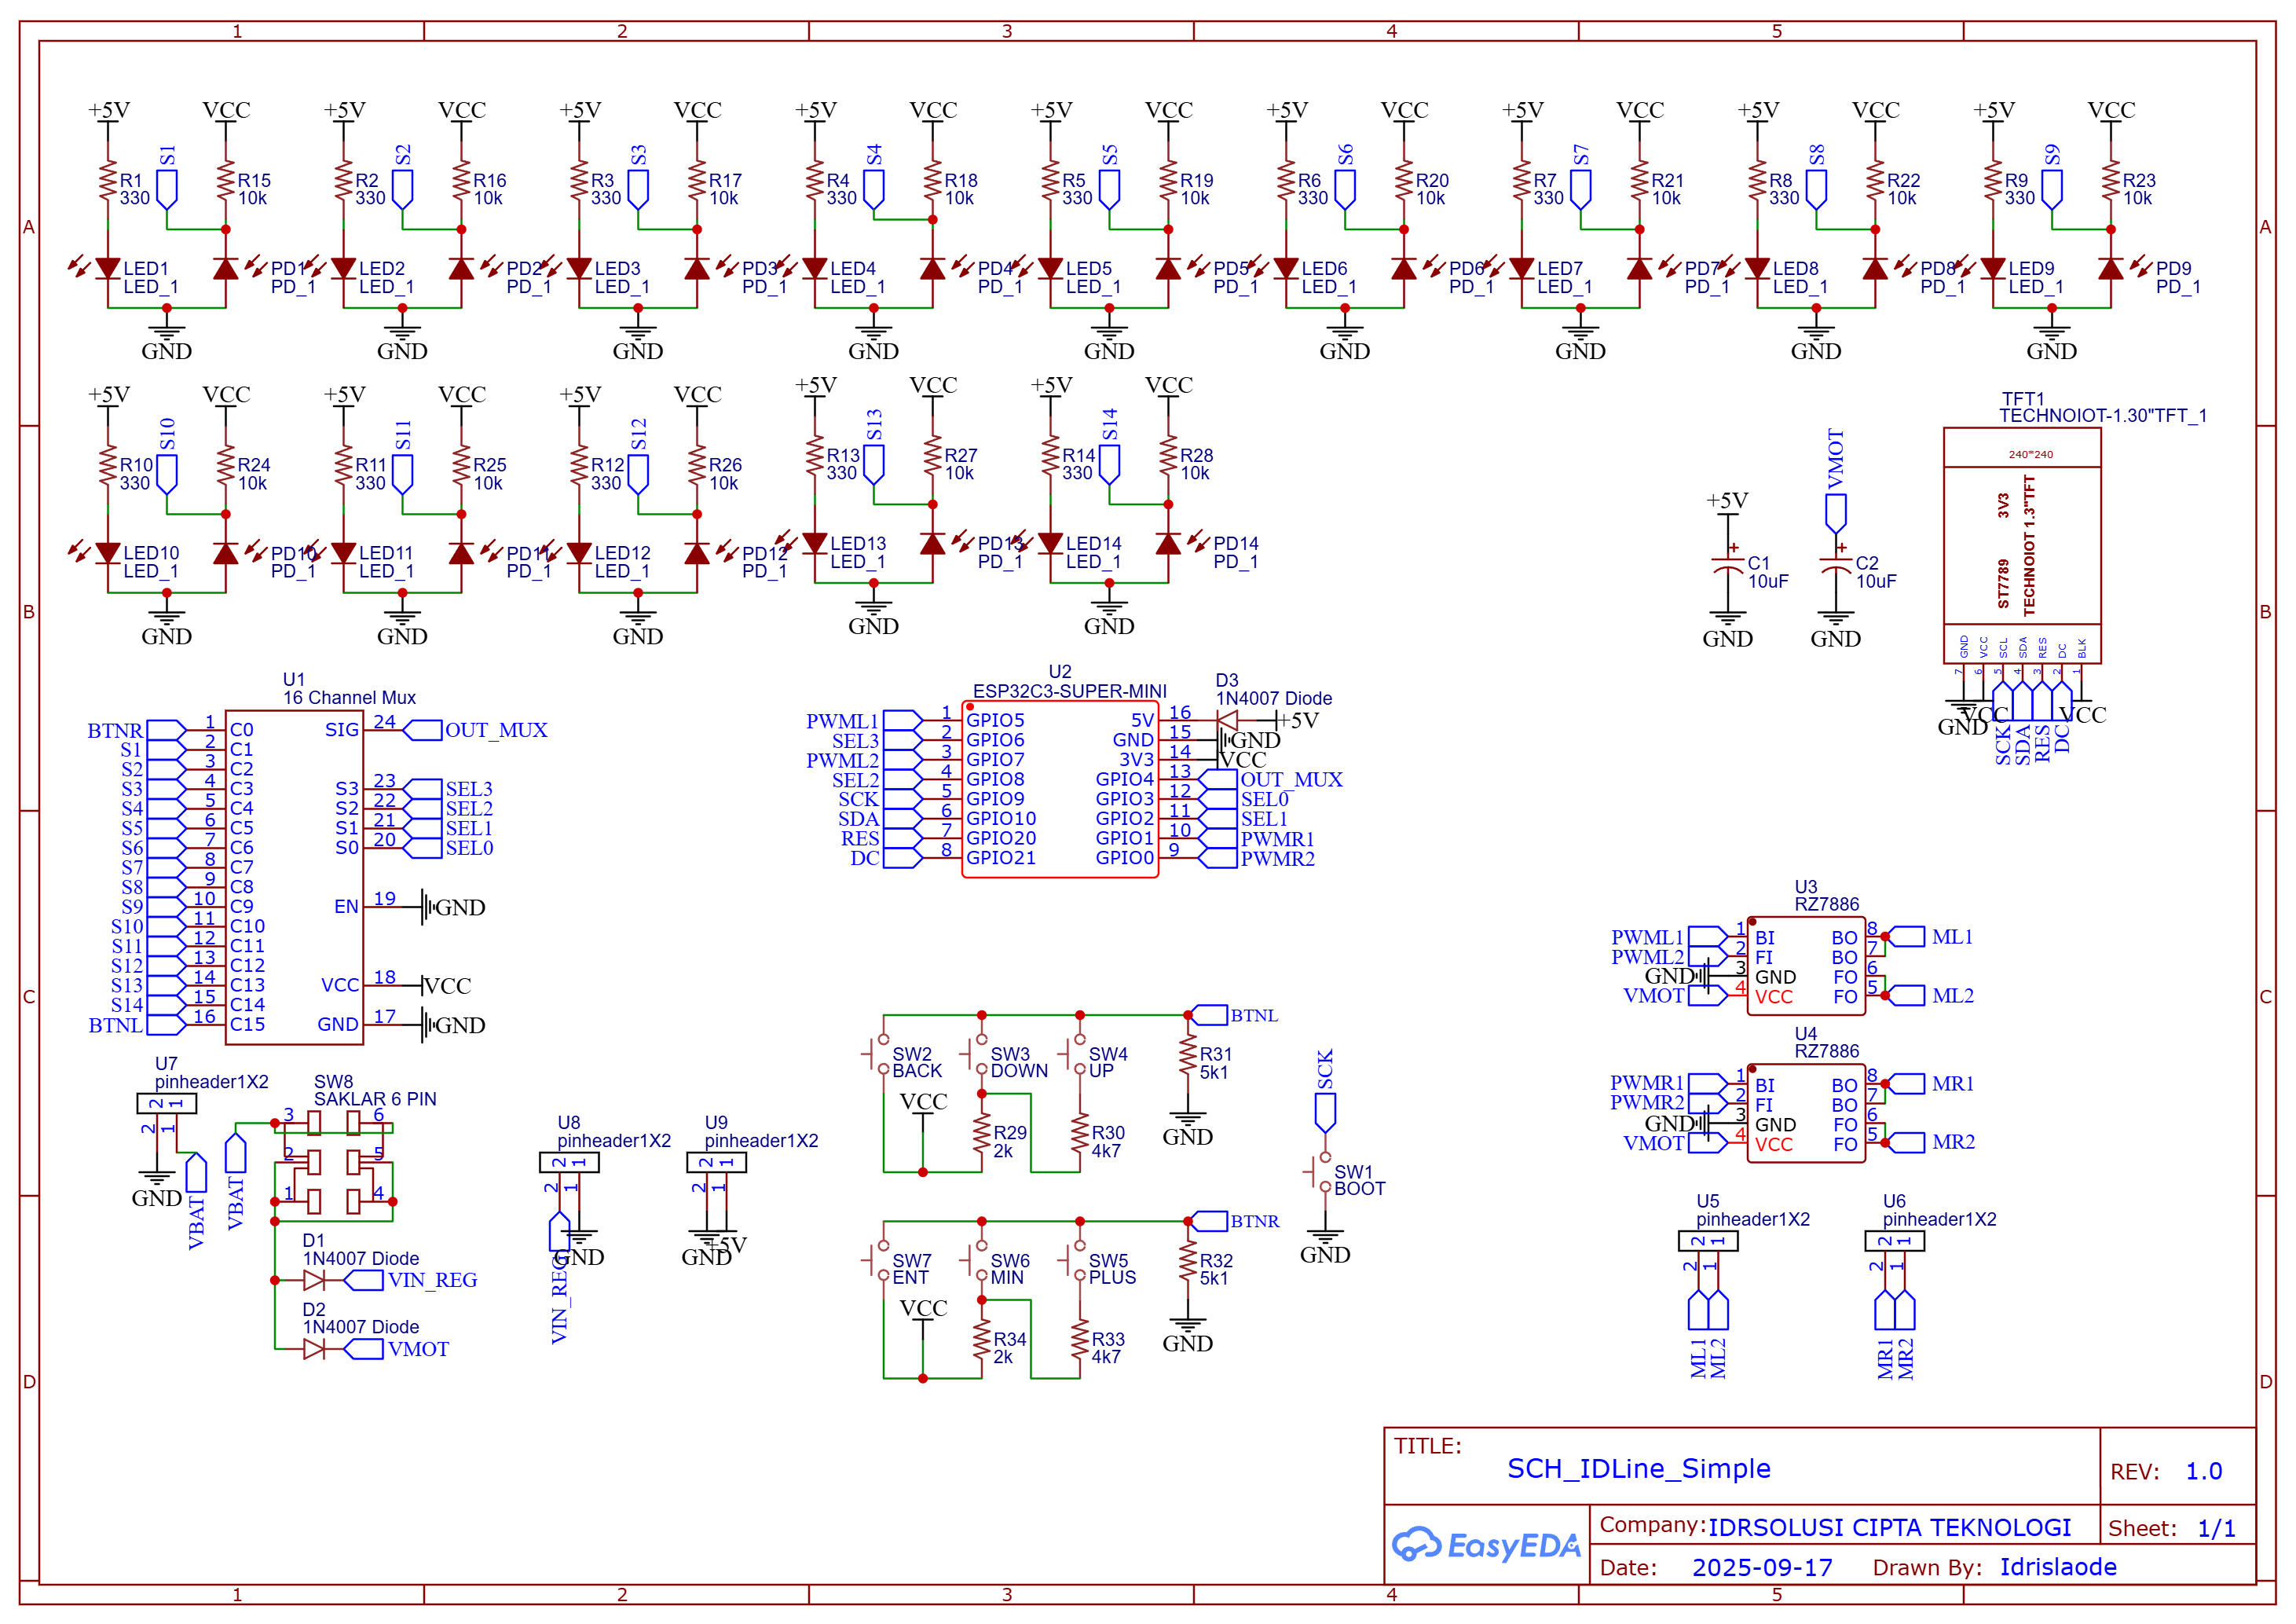 1 2 3 4 5
A A
B B
C C
D D
+5V VCC +5V VCC +5V VCC +5V VCC +5V VCC +5V VCC +5V VCC +5V VCC +5V VCC
S1 S2 S3 S4 S5 S6 S7 S8 S9
R1 R15 R2 R16 R3 R17 R4 R18 R5 R19 R6 R20 R7 R21 R8 R22 R9 R23
330 10k 330 10k 330 10k 330 10k 330 10k 330 10k 330 10k 330 10k 330 10k
LED1 PD1 LED2 PD2 LED3 PD3 LED4 PD4 LED5 PD5 LED6 PD6 LED7 PD7 LED8 PD8 LED9 PD9
LED_1 PD_1 LED_1 PD_1 LED_1 PD_1 LED_1 PD_1 LED_1 PD_1 LED_1 PD_1 LED_1 PD_1 LED_1 PD_1 LED_1 PD_1
GND GND GND GND GND GND GND GND GND
+5V VCC +5V VCC +5V VCC +5V VCC +5V VCC
S10 S11 S12 S13 S14
R10 R24 R11 R25 R12 R26 R13 R27 R14 R28
330 10k 330 10k 330 10k 330 10k 330 10k
LED10 PD10 LED11 PD11 LED12 PD12 LED13 PD13 LED14 PD14
LED_1 PD_1 LED_1 PD_1 LED_1 PD_1 LED_1 PD_1 LED_1 PD_1
GND GND GND GND GND
+5V
C1
10uF
GND
VMOT
C2
10uF
GND
TFT1
TECHNOIOT-1.30"TFT_1
240*240
ST7789 3V3
TECHNOIOT 1.3"TFT
GND VCC SCL SDA RES DC BLK
7 6 5 4 3 2 1
GND VCC SCK SDA RES DC VCC
U1
16 Channel Mux
BTNR 1 C0 SIG 24 OUT_MUX
S1 2 C1
S2 3 C2
S3 4 C3 S3 23 SEL3
S4 5 C4 S2 22 SEL2
S5 6 C5 S1 21 SEL1
S6 7 C6 S0 20 SEL0
S7 8 C7
S8 9 C8
S9 10 C9 EN 19 GND
S10 11 C10
S11 12 C11
S12 13 C12
S13 14 C13 VCC 18 VCC
S14 15 C14
BTNL 16 C15 GND 17 GND
U2
ESP32C3-SUPER-MINI
D3
1N4007 Diode
PWML1 1 GPIO5 5V 16 +5V
SEL3 2 GPIO6 GND 15 GND
PWML2 3 GPIO7 3V3 14 VCC
SEL2 4 GPIO8 GPIO4 13 OUT_MUX
SCK 5 GPIO9 GPIO3 12 SEL0
SDA 6 GPIO10 GPIO2 11 SEL1
RES 7 GPIO20 GPIO1 10 PWMR1
DC 8 GPIO21 GPIO0 9 PWMR2
U3
RZ7886
PWML1 1 BI BO 8 ML1
PWML2 2 FI BO 7
GND 3 GND FO 6
VMOT 4 VCC FO 5 ML2
U4
RZ7886
PWMR1 1 BI BO 8 MR1
PWMR2 2 FI BO 7
GND 3 GND FO 6
VMOT 4 VCC FO 5 MR2
U5
pinheader1X2
2 1
2 1
ML1 ML2
U6
pinheader1X2
2 1
2 1
MR1 MR2
U7
pinheader1X2
2 1
2 1
GND VBAT
SW8
SAKLAR 6 PIN
3 6
2 5
1 4
VBAT
D1
1N4007 Diode
VIN_REG
D2
1N4007 Diode
VMOT
U8
pinheader1X2
2 1
2 1
VIN_REG GND
U9
pinheader1X2
2 1
2 1
GND +5V
BTNL
SW2 SW3 SW4 R31
BACK DOWN UP 5k1
VCC
R29 R30
2k 4k7
GND
BTNR
SW7 SW6 SW5 R32
ENT MIN PLUS 5k1
VCC
R34 R33
2k 4k7
GND
SCK
SW1
BOOT
GND
TITLE:
SCH_IDLine_Simple
REV: 1.0
EasyEDA
Company: IDRSOLUSI CIPTA TEKNOLOGI
Sheet: 1/1
Date: 2025-09-17 Drawn By: Idrislaode
1 2 3 4 5